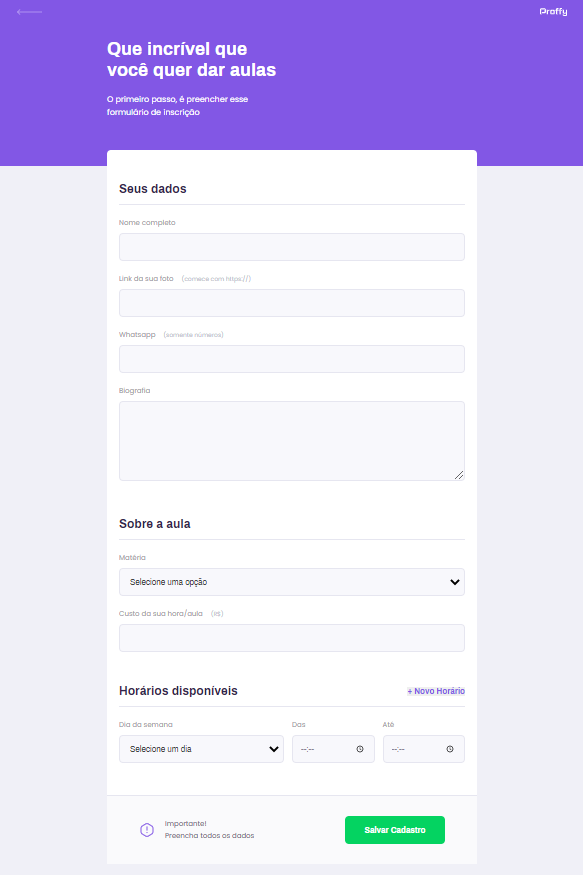 Proffy
Que incrível que
você quer dar aulas
O primeiro passo, é preencher esse
formulário de inscrição
Seus dados
Nome completo
Link da sua foto (comece com https://)
Whatsapp (somente números)
Biografia
Sobre a aula
Matéria
Selecione uma opção
Custo da sua hora/aula (R$)
Horários disponíveis + Novo Horário
Dia da semana Das Até
Selecione um dia --:-- --:--
Importante!
Preencha todos os dados
Salvar Cadastro